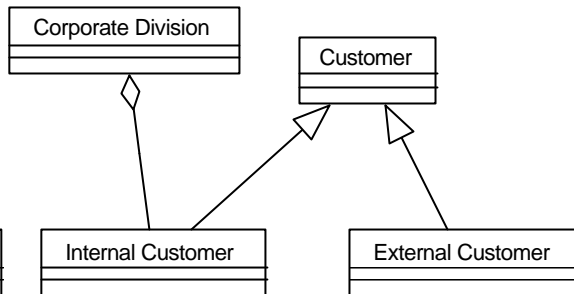 Corporate Division
Customer
Internal Customer
External Customer